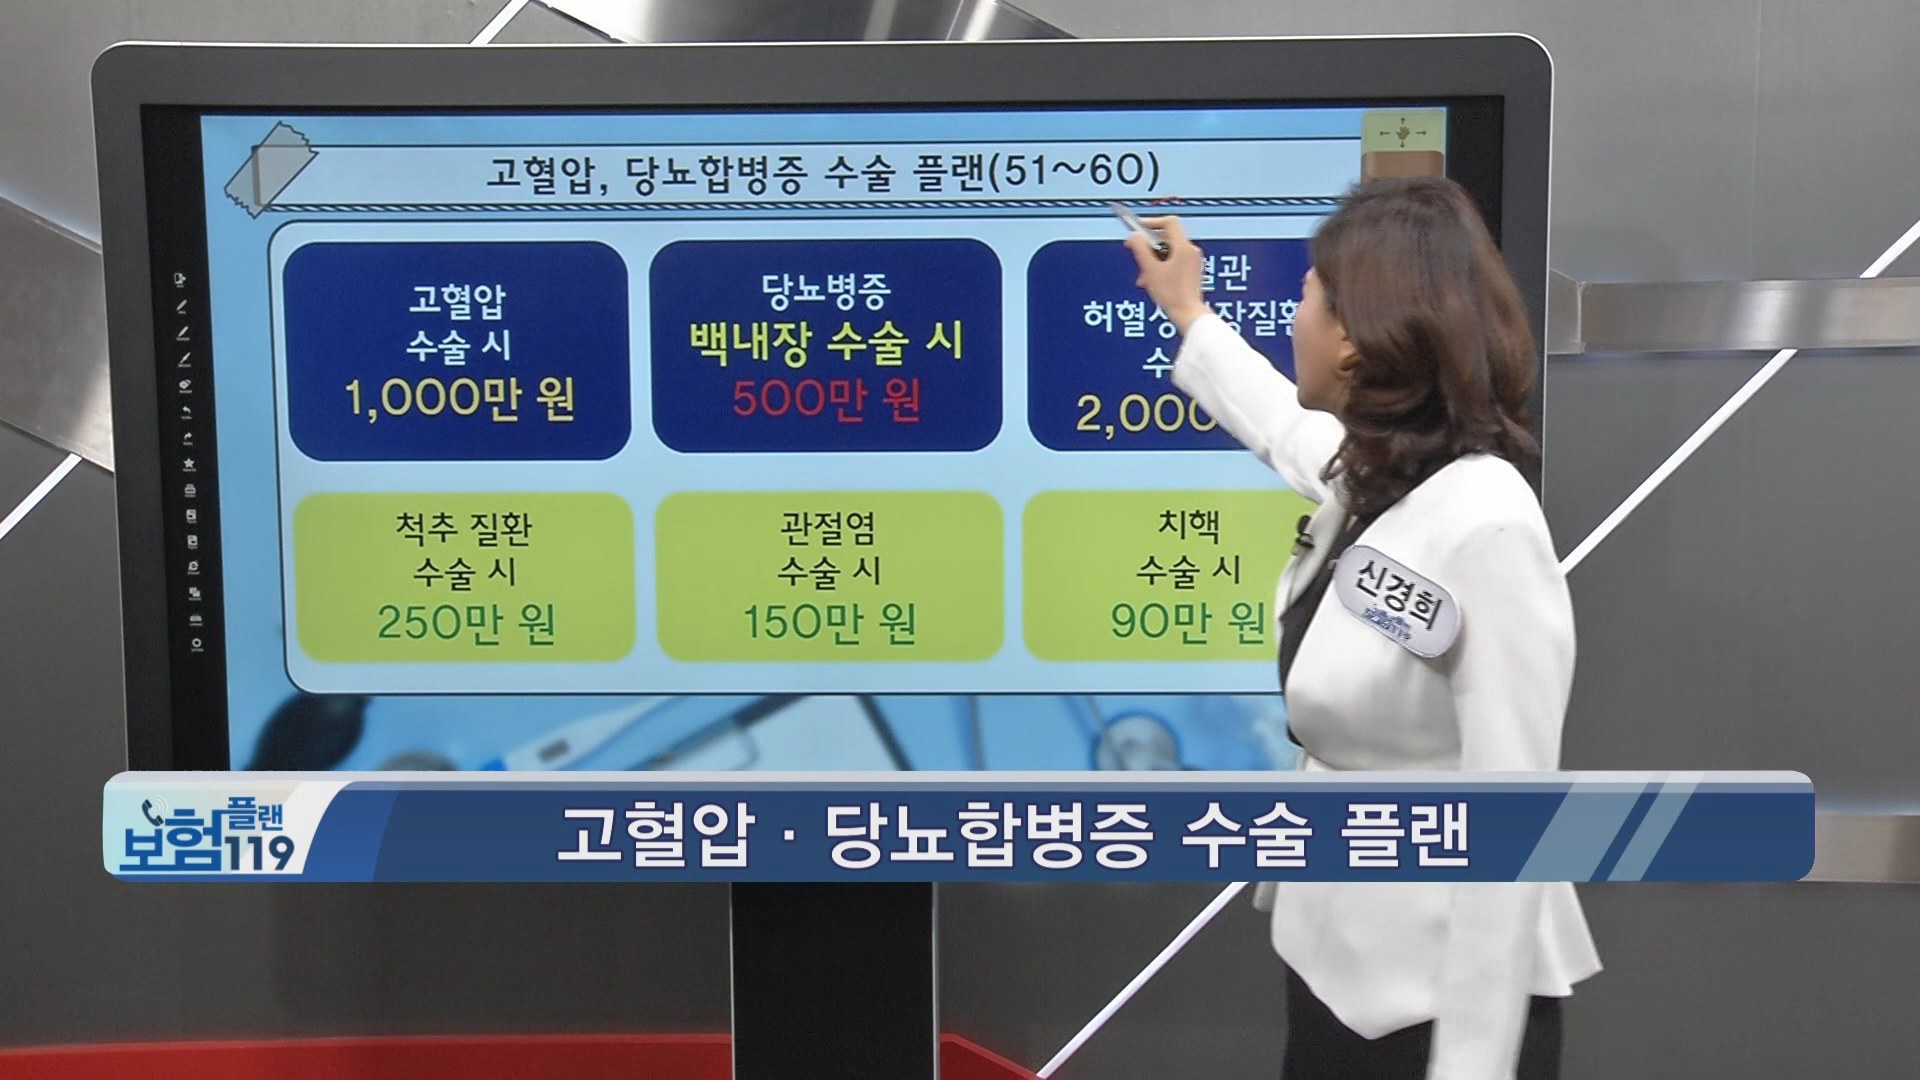 고혈압, 당뇨합병증 수술 플랜(51~60)
고혈압
수술 시
1,000만 원
당뇨병증
백내장 수술 시
500만 원
혈관
허혈성
2,000
척추 질환
수술 시
250만 원
관절염
수술 시
150만 원
치핵
수술 시
90만 원
신경희
보험플랜119
고혈압 · 당뇨합병증 수술 플랜